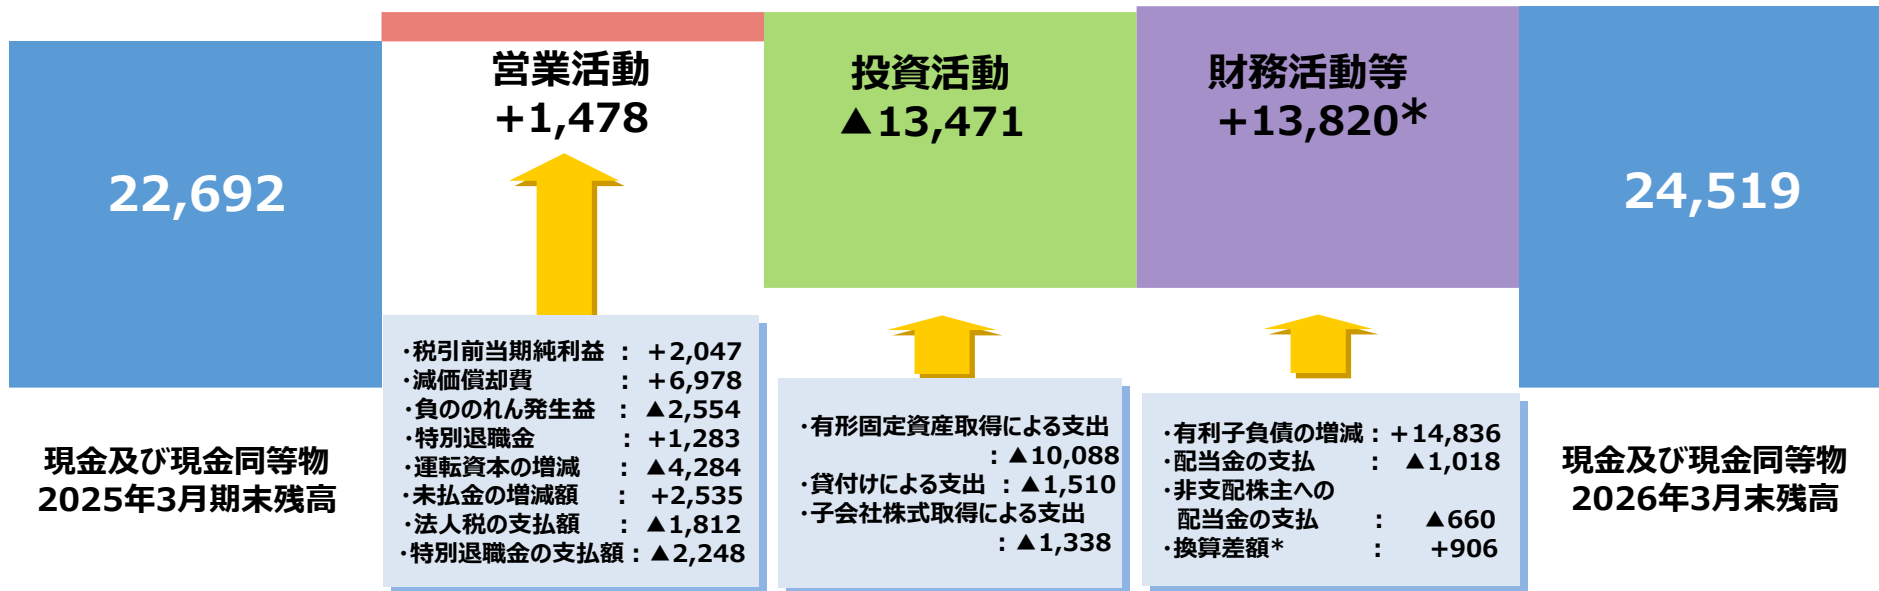 22,692
現金及び現金同等物
2025年3月期末残高
営業活動
+1,478
・税引前当期純利益 : +2,047
・減価償却費 : +6,978
・負ののれん発生益 : ▲2,554
・特別退職金 : +1,283
・運転資本の増減 : ▲4,284
・未払金の増減額 : +2,535
・法人税の支払額 : ▲1,812
・特別退職金の支払額 : ▲2,248
投資活動
▲13,471
・有形固定資産取得による支出
: ▲10,088
・貸付けによる支出 : ▲1,510
・子会社株式取得による支出
: ▲1,338
財務活動等
+13,820*
・有利子負債の増減 : +14,836
・配当金の支払 : ▲1,018
・非支配株主への
配当金の支払 : ▲660
・換算差額* : +906
24,519
現金及び現金同等物
2026年3月末残高